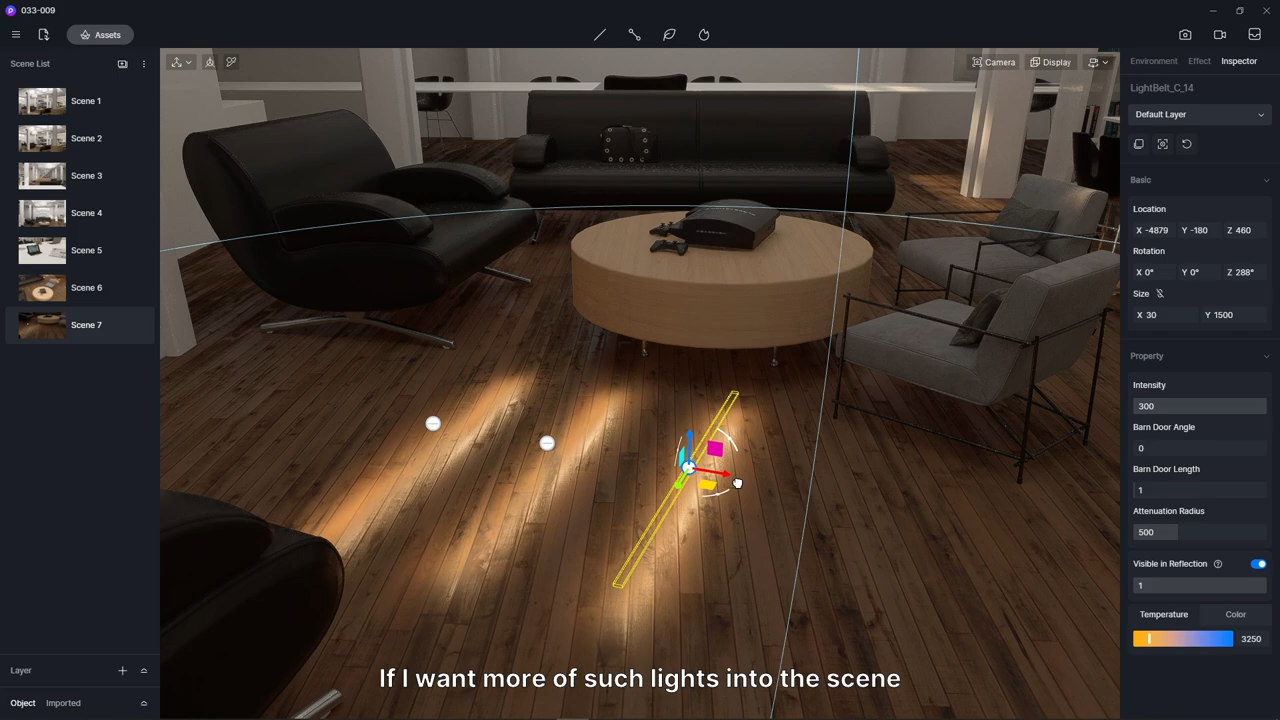 033-009
Assets
Scene List
Scene 1
Scene 2
Scene 3
Scene 4
Scene 5
Scene 6
Scene 7
Layer
Object Imported
Camera Display
If I want more of such lights into the scene
Environment Effect Inspector
LightBelt_C_14
Default Layer
Basic
Location
X -4879 Y -180 Z 460
Rotation
X 0° Y 0° Z 288°
Size
X 30 Y 1500
Property
Intensity
300
Barn Door Angle
0
Barn Door Length
1
Attenuation Radius
500
Visible in Reflection
1
Temperature Color
3250